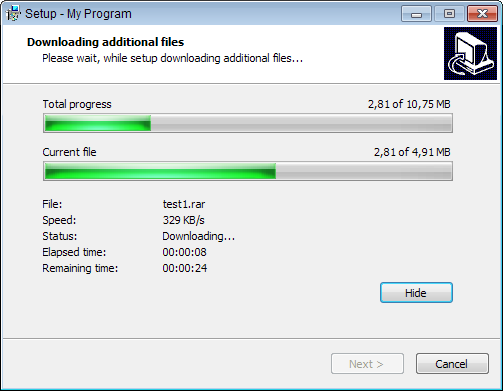 Setup - My Program
Downloading additional files
Please wait, while setup downloading additional files...
Total progress 2,81 of 10,75 MB
Current file 2,81 of 4,91 MB
File: test1.rar
Speed: 329 KB/s
Status: Downloading...
Elapsed time: 00:00:08
Remaining time: 00:00:24
Hide
Next > Cancel